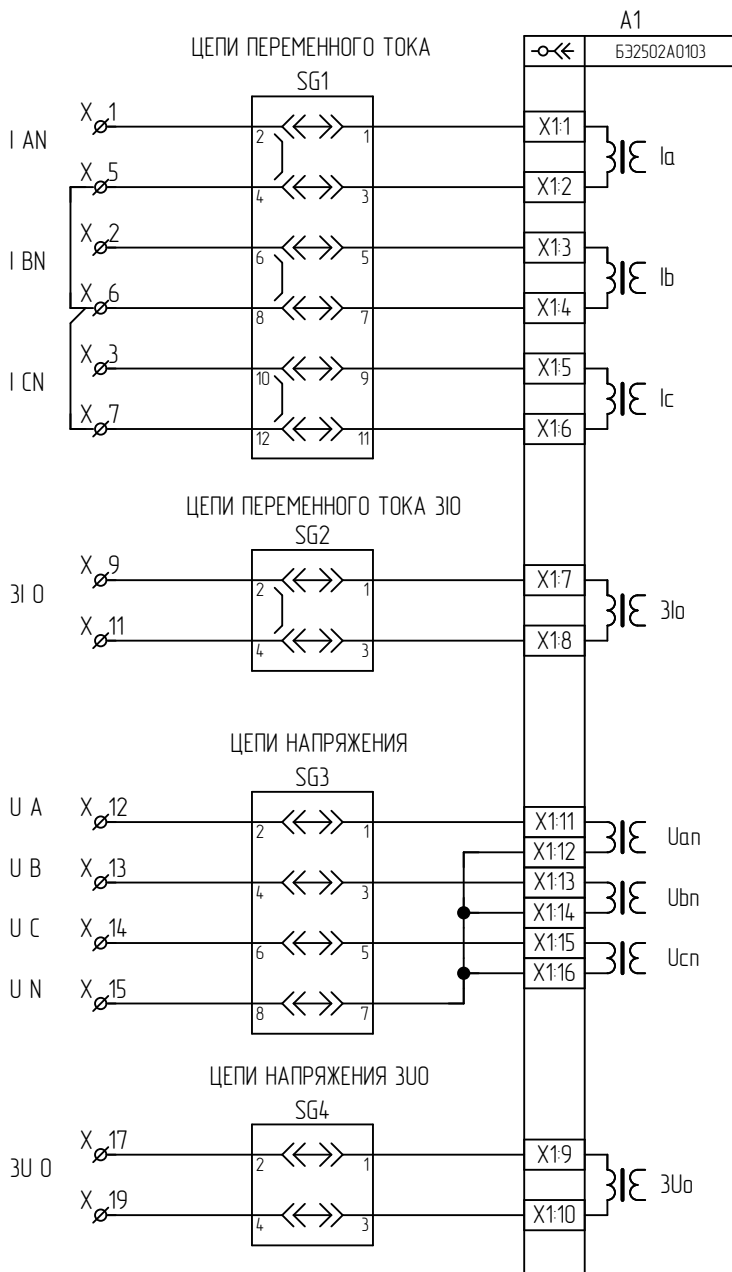 A1
Б32502А0103
ЦЕПИ ПЕРЕМЕННОГО ТОКА
SG1
I AN
X 1
2
1
X1:1
Ia
X 5
4
3
X1:2
I BN
X 2
6
5
X1:3
Ib
X 6
8
7
X1:4
I CN
X 3
10
9
X1:5
Ic
X 7
12
11
X1:6
ЦЕПИ ПЕРЕМЕННОГО ТОКА 3I0
SG2
3I 0
X 9
2
1
X1:7
3Io
X 11
4
3
X1:8
ЦЕПИ НАПРЯЖЕНИЯ
SG3
U A
X 12
2
1
X1:11
Uan
X1:12
U B
X 13
4
3
X1:13
Ubn
X1:14
U C
X 14
6
5
X1:15
Ucn
X1:16
U N
X 15
8
7
ЦЕПИ НАПРЯЖЕНИЯ 3U0
SG4
3U 0
X 17
2
1
X1:9
3Uo
X 19
4
3
X1:10